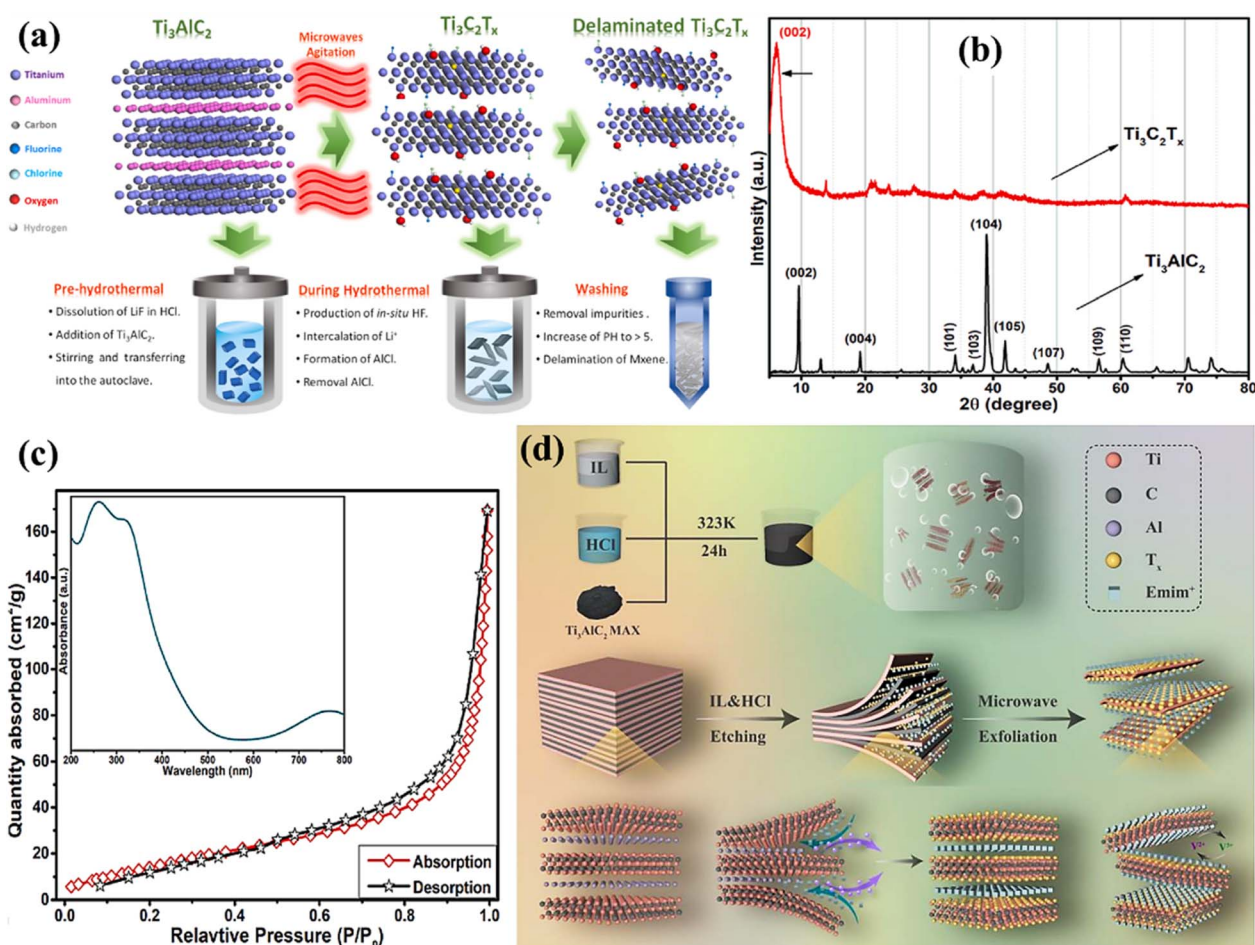 (a)
Ti₃AlC₂
Microwaves
Agitation
Ti₃C₂Tₓ
Delaminated Ti₃C₂Tₓ
Titanium
Aluminum
Carbon
Fluorine
Chlorine
Oxygen
Hydrogen
Pre-hydrothermal
• Dissolution of LiF in HCl.
• Addition of Ti₃AlC₂.
• Stirring and transferring
into the autoclave.
During Hydrothermal
• Production of in-situ HF.
• Intercalation of Li⁺
• Formation of AlCl.
• Removal AlCl.
Washing
• Removal impurities .
• Increase of PH to > 5.
• Delamination of Mxene.
(b)
(002)
Ti₃C₂Tₓ
(002)
(004)
(101)
(103)
(104)
(105)
(107)
(109)
(110)
Ti₃AlC₂
Intensity (a.u.)
10 20 30 40 50 60 70 80
2θ (degree)
(c)
Quantity absorbed (cm²/g)
160
140
120
100
80
60
40
20
0
Absorbance (a.u.)
200 300 400 500 600 700 800
Wavelength (nm)
Absorption
Desorption
0.0 0.2 0.4 0.6 0.8 1.0
Relavtive Pressure (P/P₀)
(d)
IL
HCl
Ti₃AlC₂ MAX
323K
24h
Ti
C
Al
Tₓ
Emim⁺
IL&HCl
Etching
Microwave
Exfoliation